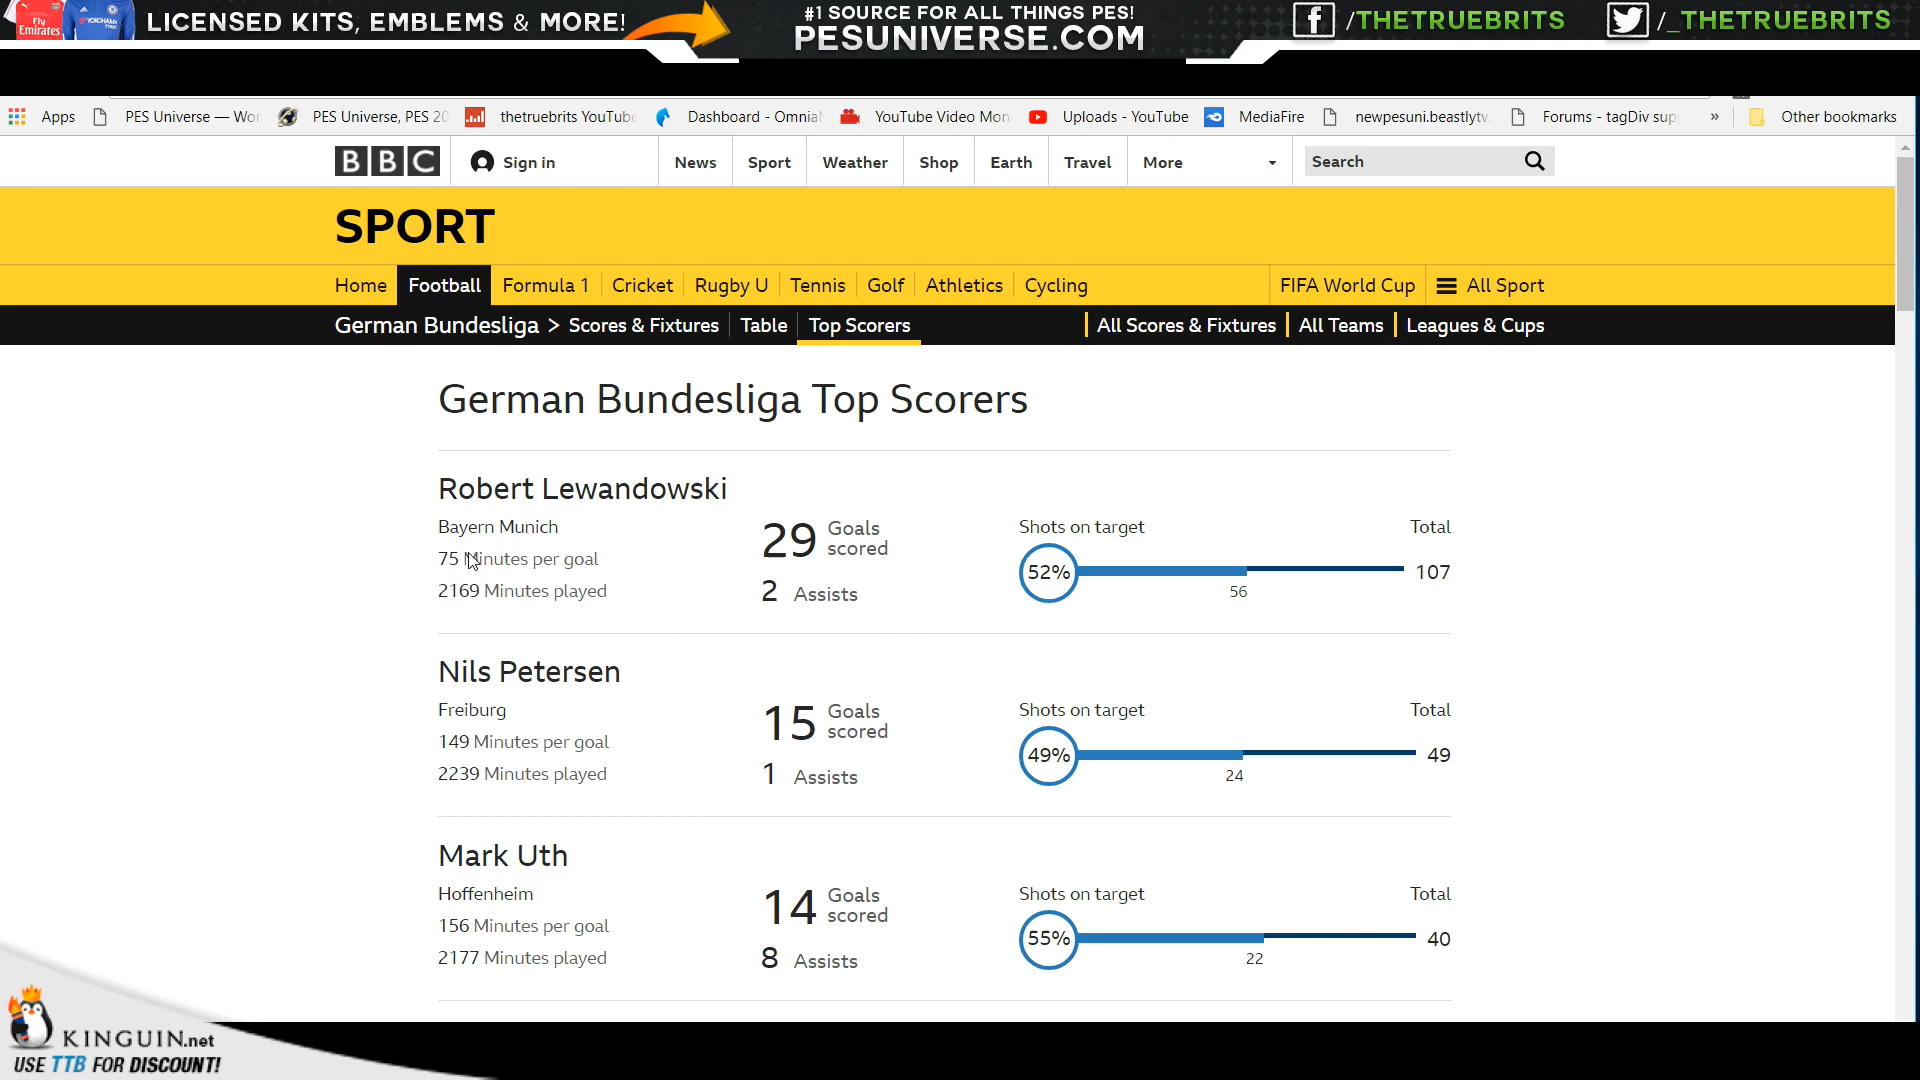 Fly
Emirates
YOKOHAMA
LICENSED KITS, EMBLEMS & MORE!
#1 SOURCE FOR ALL THINGS PES!
PESUNIVERSE.COM
/THETRUEBRITS
/_THETRUEBRITS
Apps
PES Universe — Wor
PES Universe, PES 20
thetruebrits YouTube
Dashboard - Omnia
YouTube Video Mon
Uploads - YouTube
MediaFire
newpesuni.beastlytv.
Forums - tagDiv sup
»
Other bookmarks
BBC
Sign in
News
Sport
Weather
Shop
Earth
Travel
More
Search
SPORT
Home
Football
Formula 1
Cricket
Rugby U
Tennis
Golf
Athletics
Cycling
FIFA World Cup
All Sport
German Bundesliga >
Scores & Fixtures
Table
Top Scorers
All Scores & Fixtures
All Teams
Leagues & Cups
German Bundesliga Top Scorers
Robert Lewandowski
Bayern Munich
75 Minutes per goal
2169 Minutes played
29 Goals scored
2 Assists
Shots on target
Total
52%
56
107
Nils Petersen
Freiburg
149 Minutes per goal
2239 Minutes played
15 Goals scored
1 Assists
Shots on target
Total
49%
24
49
Mark Uth
Hoffenheim
156 Minutes per goal
2177 Minutes played
14 Goals scored
8 Assists
Shots on target
Total
55%
22
40
KINGUIN.net
USE TTB FOR DISCOUNT!